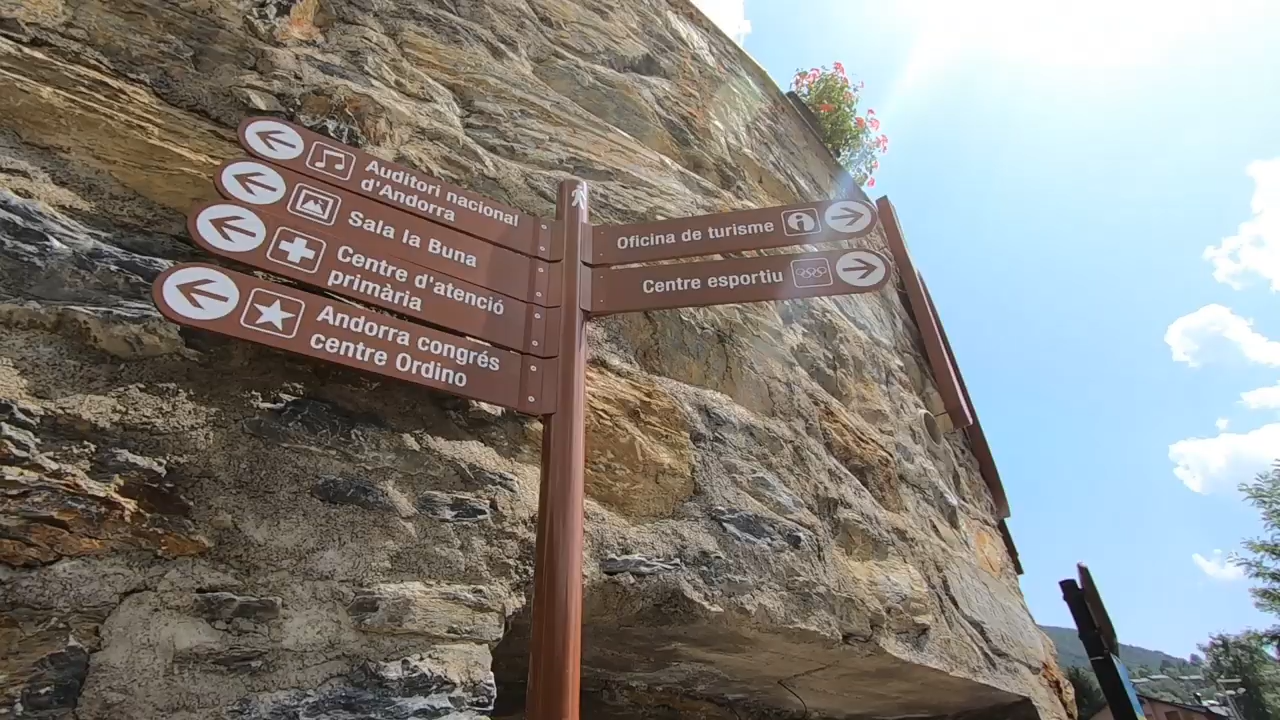 Auditori nacional
d'Andorra
Sala la Buna
Centre d'atenció
primària
Andorra congrés
centre Ordino
Oficina de turisme
Centre esportiu